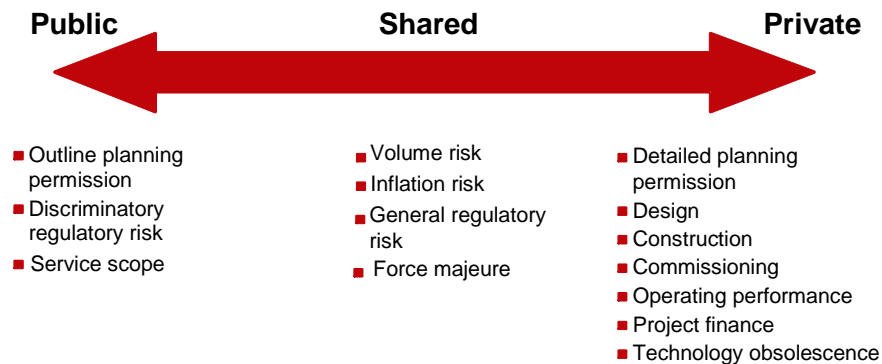 Public
Shared
Private
Outline planning
permission
Discriminatory
regulatory risk
Service scope
Volume risk
Inflation risk
General regulatory
risk
Force majeure
Detailed planning
permission
Design
Construction
Commissioning
Operating performance
Project finance
Technology obsolescence